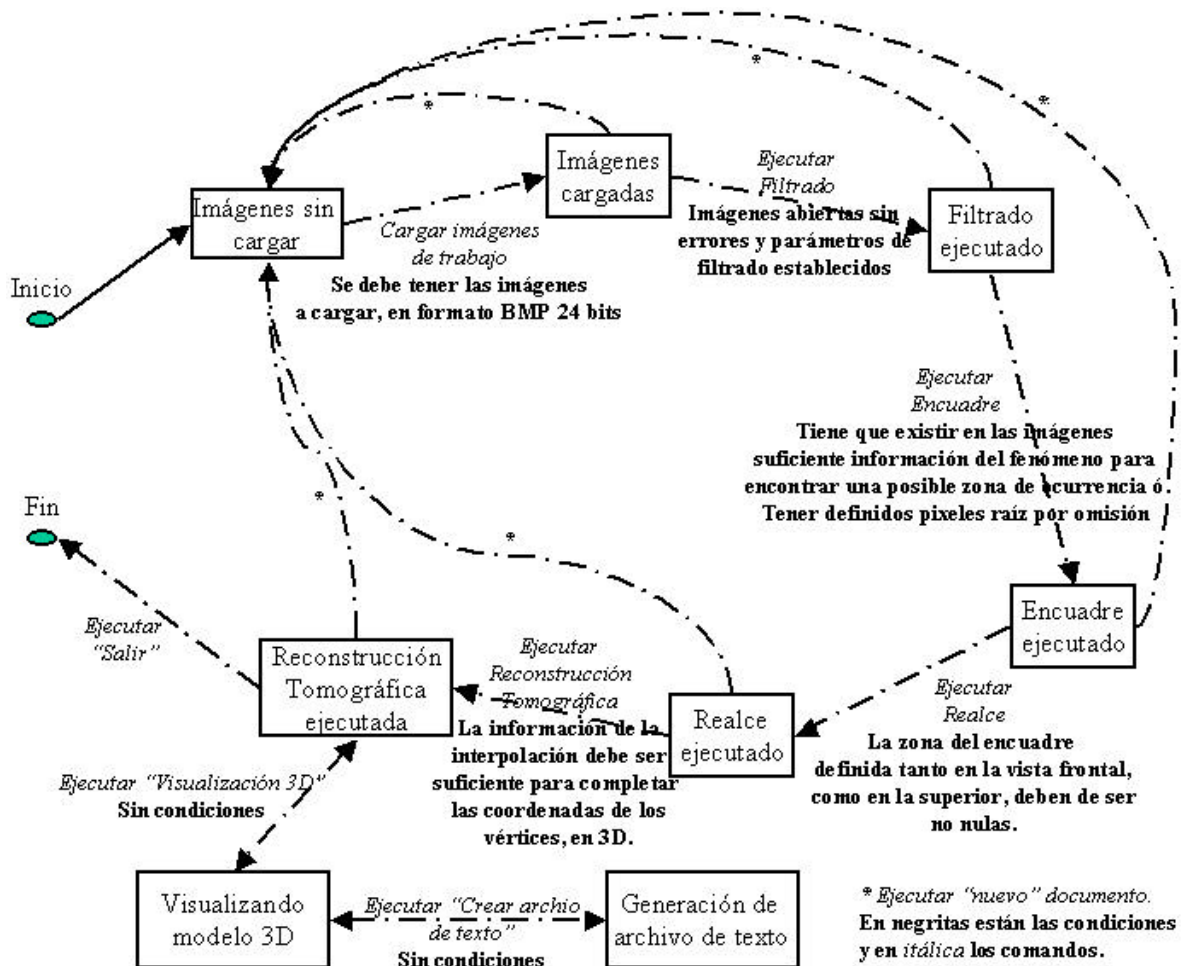 *
*
*
Imágenes sin
cargar
Imágenes
cargadas
Ejecutar
Filtrado
Imágenes abiertas sin
errores y parámetros de
filtrado establecidos
Filtrado
ejecutado
Cargar imágenes
de trabajo
Se debe tener las imágenes
a cargar, en formato BMP 24 bits
Inicio
Ejecutar
Encuadre
Tiene que existir en las imágenes
suficiente información del fenómeno para
encontrar una posible zona de ocurrencia ó
Tener definidos pixeles raíz por omisión
*
*
Fin
Ejecutar
"Salir"
Reconstrucción
Tomográfica
ejecutada
Ejecutar
Reconstrucción
Tomográfica
La información de la
interpolación debe ser
suficiente para completar
las coordenadas de los
vértices, en 3D.
Realce
ejecutado
Encuadre
ejecutado
Ejecutar
Realce
La zona del encuadre
definida tanto en la vista frontal,
como en la superior, deben de ser
no nulas.
Ejecutar "Visualización 3D"
Sin condiciones
Visualizando
modelo 3D
Ejecutar "Crear archio
de texto"
Sin condiciones
Generación de
archivo de texto
* Ejecutar "nuevo" documento.
En negritas están las condiciones
y en itálica los comandos.